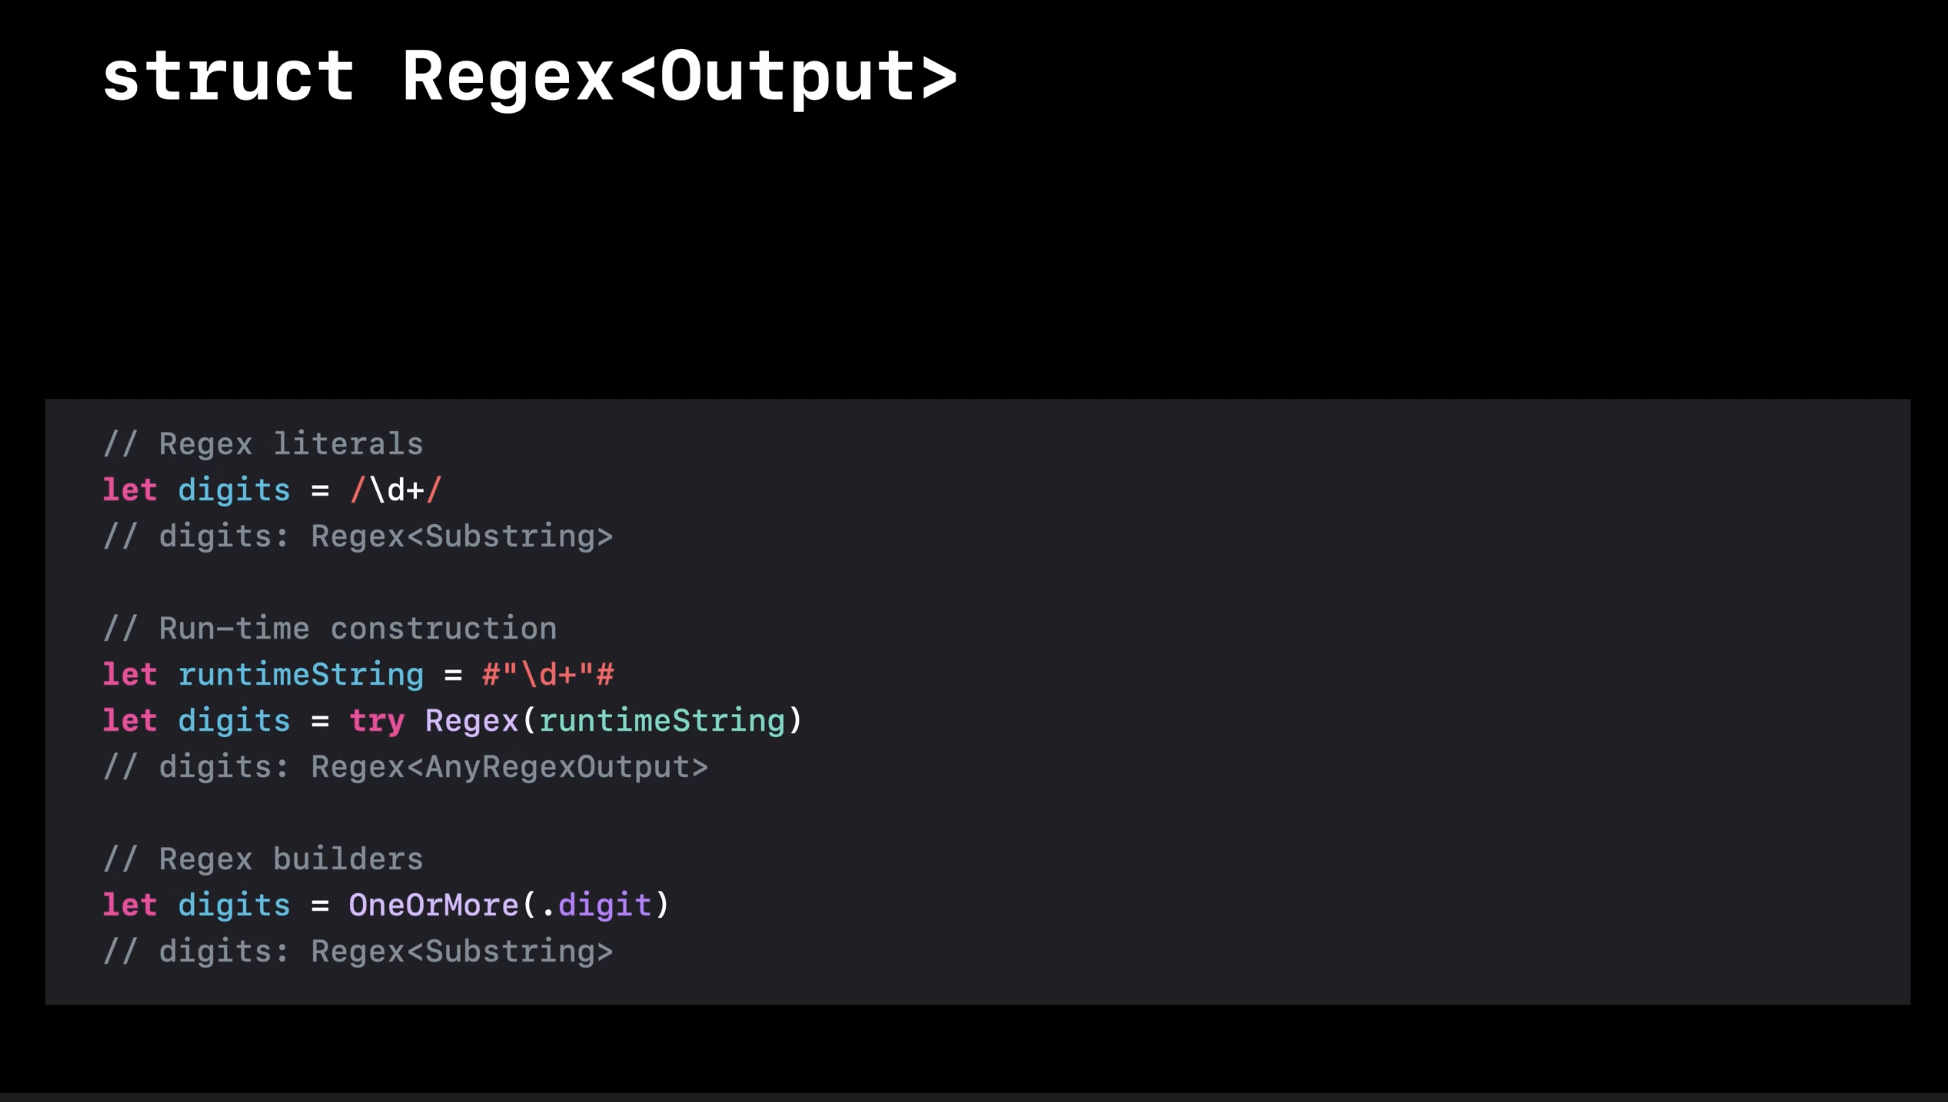 struct Regex<Output>
// Regex literals
let digits = /\d+/
// digits: Regex<Substring>
// Run-time construction
let runtimeString = #"\d+"#
let digits = try Regex(runtimeString)
// digits: Regex<AnyRegexOutput>
// Regex builders
let digits = OneOrMore(.digit)
// digits: Regex<Substring>